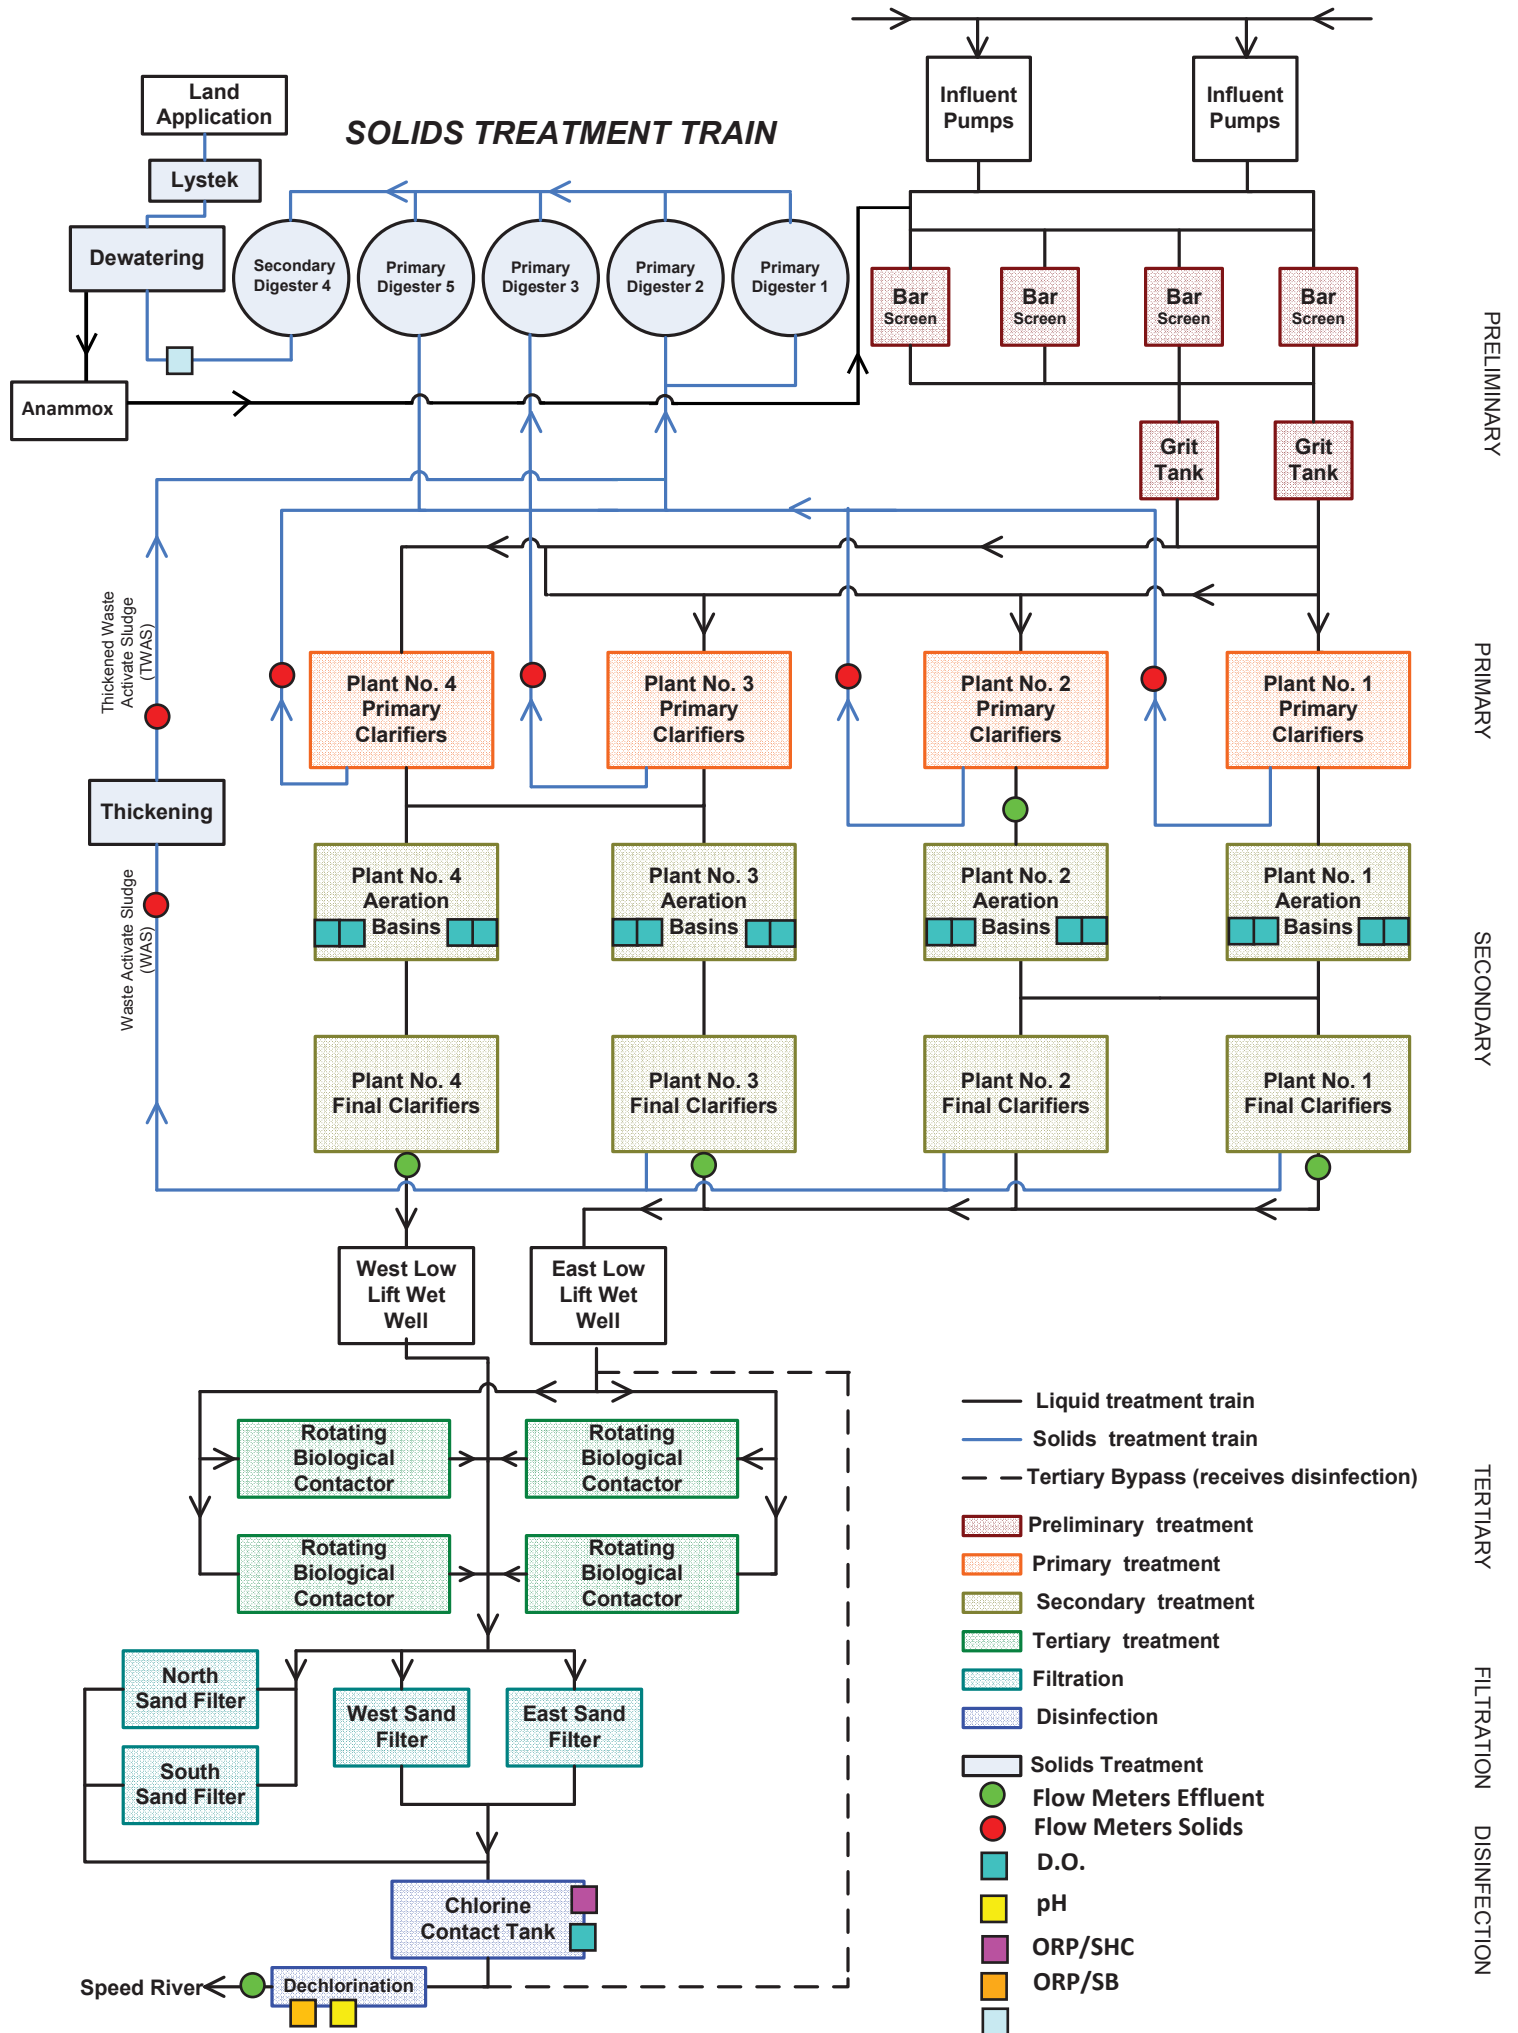 Influent
Pumps
Influent
Pumps
Land
Application
SOLIDS TREATMENT TRAIN
Lystek
Dewatering
Secondary
Digester 4
Primary
Digester 5
Primary
Digester 3
Primary
Digester 2
Primary
Digester 1
Bar
Screen
Bar
Screen
Bar
Screen
Bar
Screen
PRELIMINARY
Anammox
Grit
Tank
Grit
Tank
Thickened Waste
Activate Sludge
(TWAS)
Plant No. 4
Primary
Clarifiers
Plant No. 3
Primary
Clarifiers
Plant No. 2
Primary
Clarifiers
Plant No. 1
Primary
Clarifiers
PRIMARY
Thickening
Waste Activate Sludge
(WAS)
Plant No. 4
Aeration
Basins
Plant No. 3
Aeration
Basins
Plant No. 2
Aeration
Basins
Plant No. 1
Aeration
Basins
SECONDARY
Plant No. 4
Final Clarifiers
Plant No. 3
Final Clarifiers
Plant No. 2
Final Clarifiers
Plant No. 1
Final Clarifiers
West Low
Lift Wet
Well
East Low
Lift Wet
Well
Rotating
Biological
Contactor
Rotating
Biological
Contactor
Rotating
Biological
Contactor
Rotating
Biological
Contactor
TERTIARY
North
Sand Filter
South
Sand Filter
West Sand
Filter
East Sand
Filter
FILTRATION
Chlorine
Contact Tank
DISINFECTION
Speed River
Dechlorination
Liquid treatment train
Solids treatment train
Tertiary Bypass (receives disinfection)
Preliminary treatment
Primary treatment
Secondary treatment
Tertiary treatment
Filtration
Disinfection
Solids Treatment
Flow Meters Effluent
Flow Meters Solids
D.O.
pH
ORP/SHC
ORP/SB